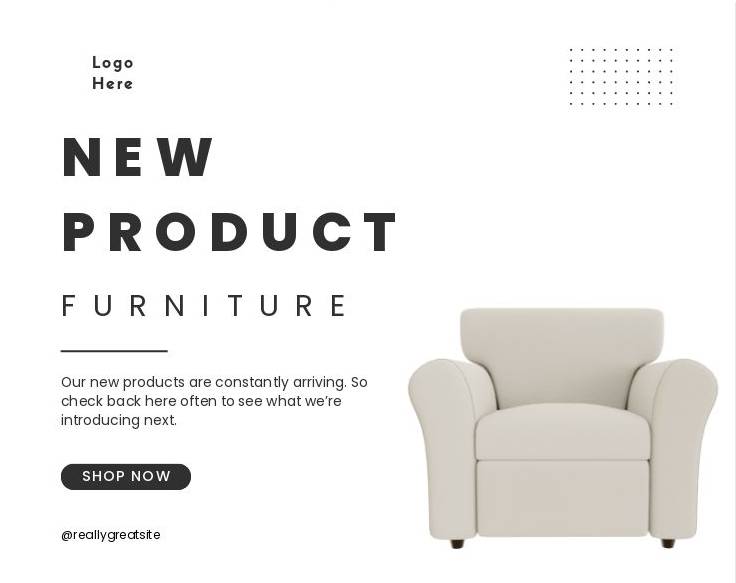 Logo
Here
NEW
PRODUCT
FURNITURE
Our new products are constantly arriving. So
check back here often to see what we’re
introducing next.
SHOP NOW
@reallygreatsite